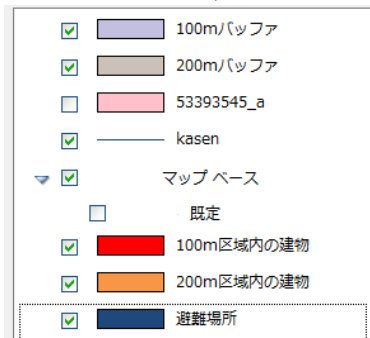 100mバッファ
200mバッファ
53393545_a
kasen
マップ ベース
既定
100m区域内の建物
200m区域内の建物
避難場所